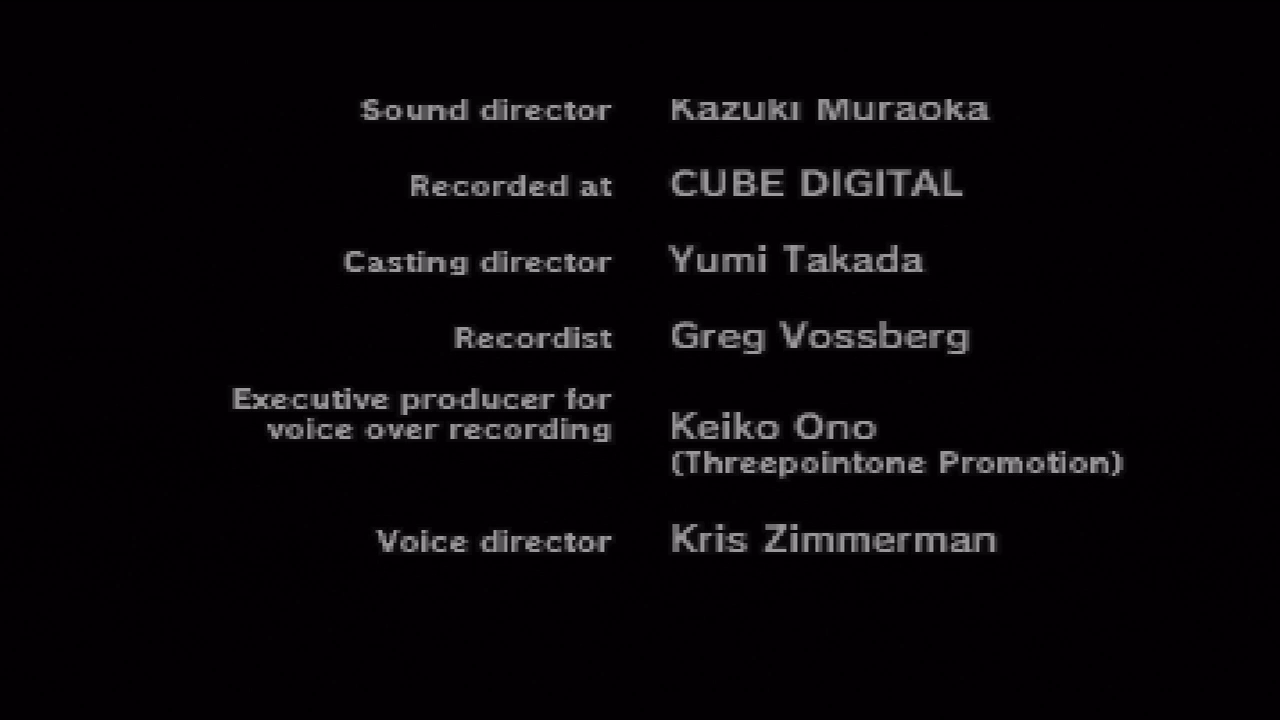 Sound director Kazuki Muraoka
Recorded at CUBE DIGITAL
Casting director Yumi Takada
Recordist Greg Vossberg
Executive producer for
voice over recording Keiko Ono
(Threepointone Promotion)
Voice director Kris Zimmerman